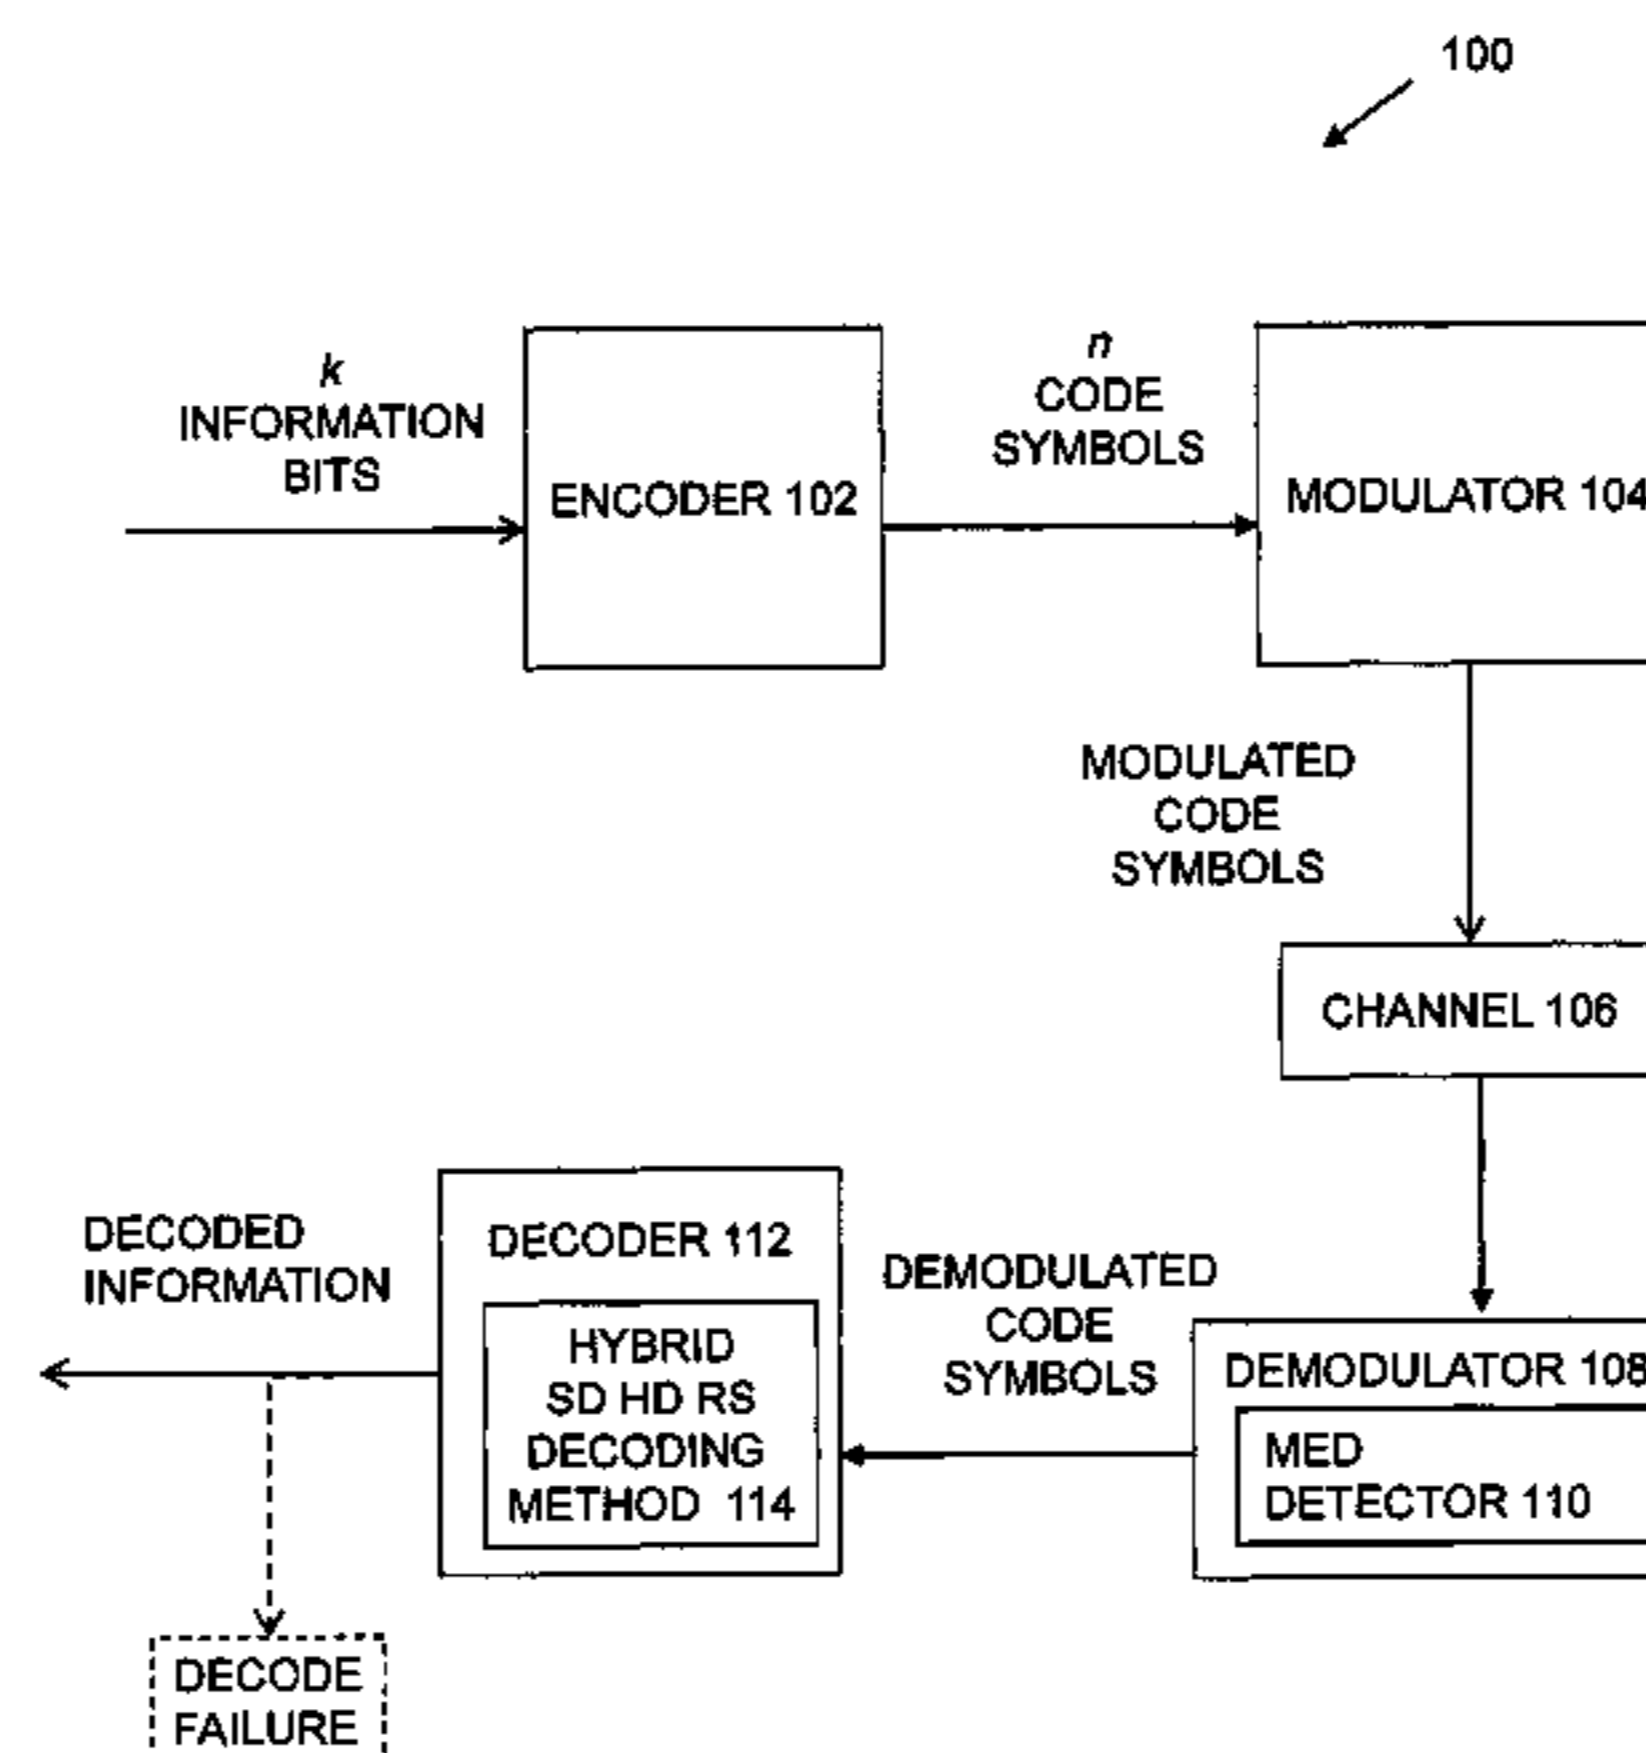 100
k
INFORMATION
BITS
ENCODER 102
n
CODE
SYMBOLS
MODULATOR 104
MODULATED
CODE
SYMBOLS
CHANNEL 106
DECODED
INFORMATION
DECODER 112
HYBRID
SD HD RS
DECODING
METHOD 114
DEMODULATED
CODE
SYMBOLS
DEMODULATOR 108
MED
DETECTOR 110
DECODE
FAILURE